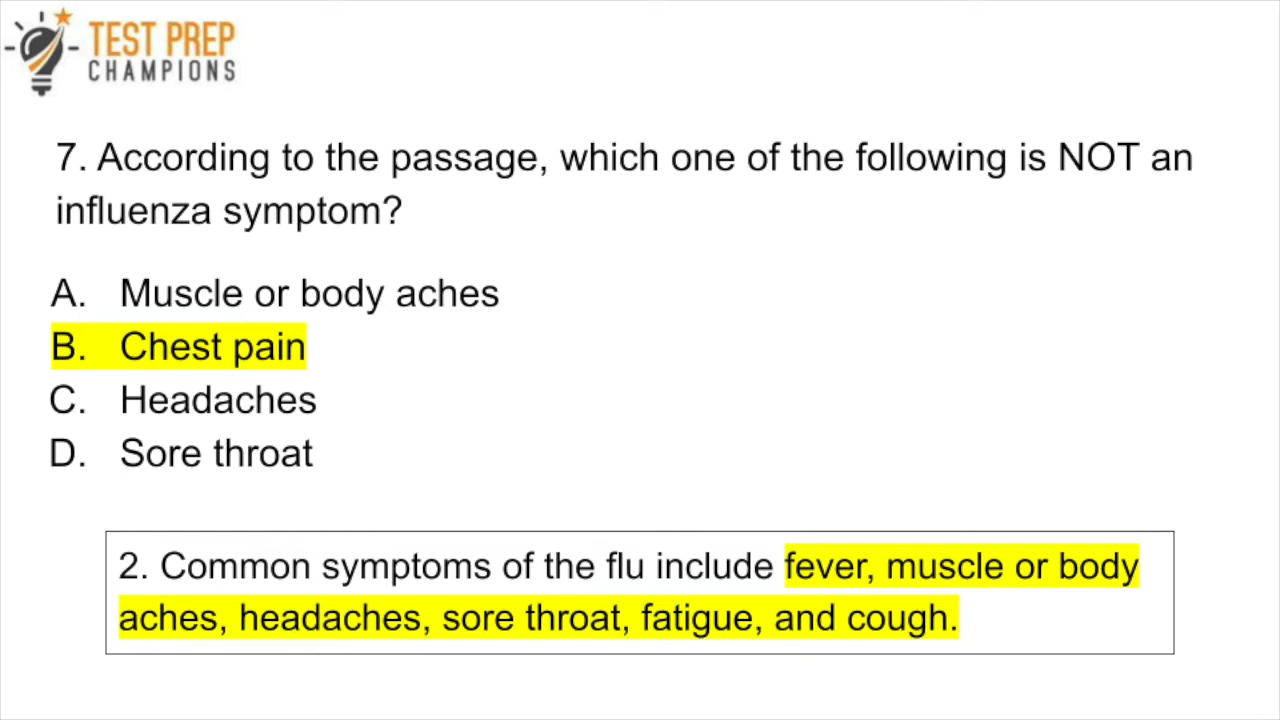 TEST PREP
CHAMPIONS
7. According to the passage, which one of the following is NOT an
influenza symptom?
A. Muscle or body aches
B. Chest pain
C. Headaches
D. Sore throat
2. Common symptoms of the flu include fever, muscle or body
aches, headaches, sore throat, fatigue, and cough.